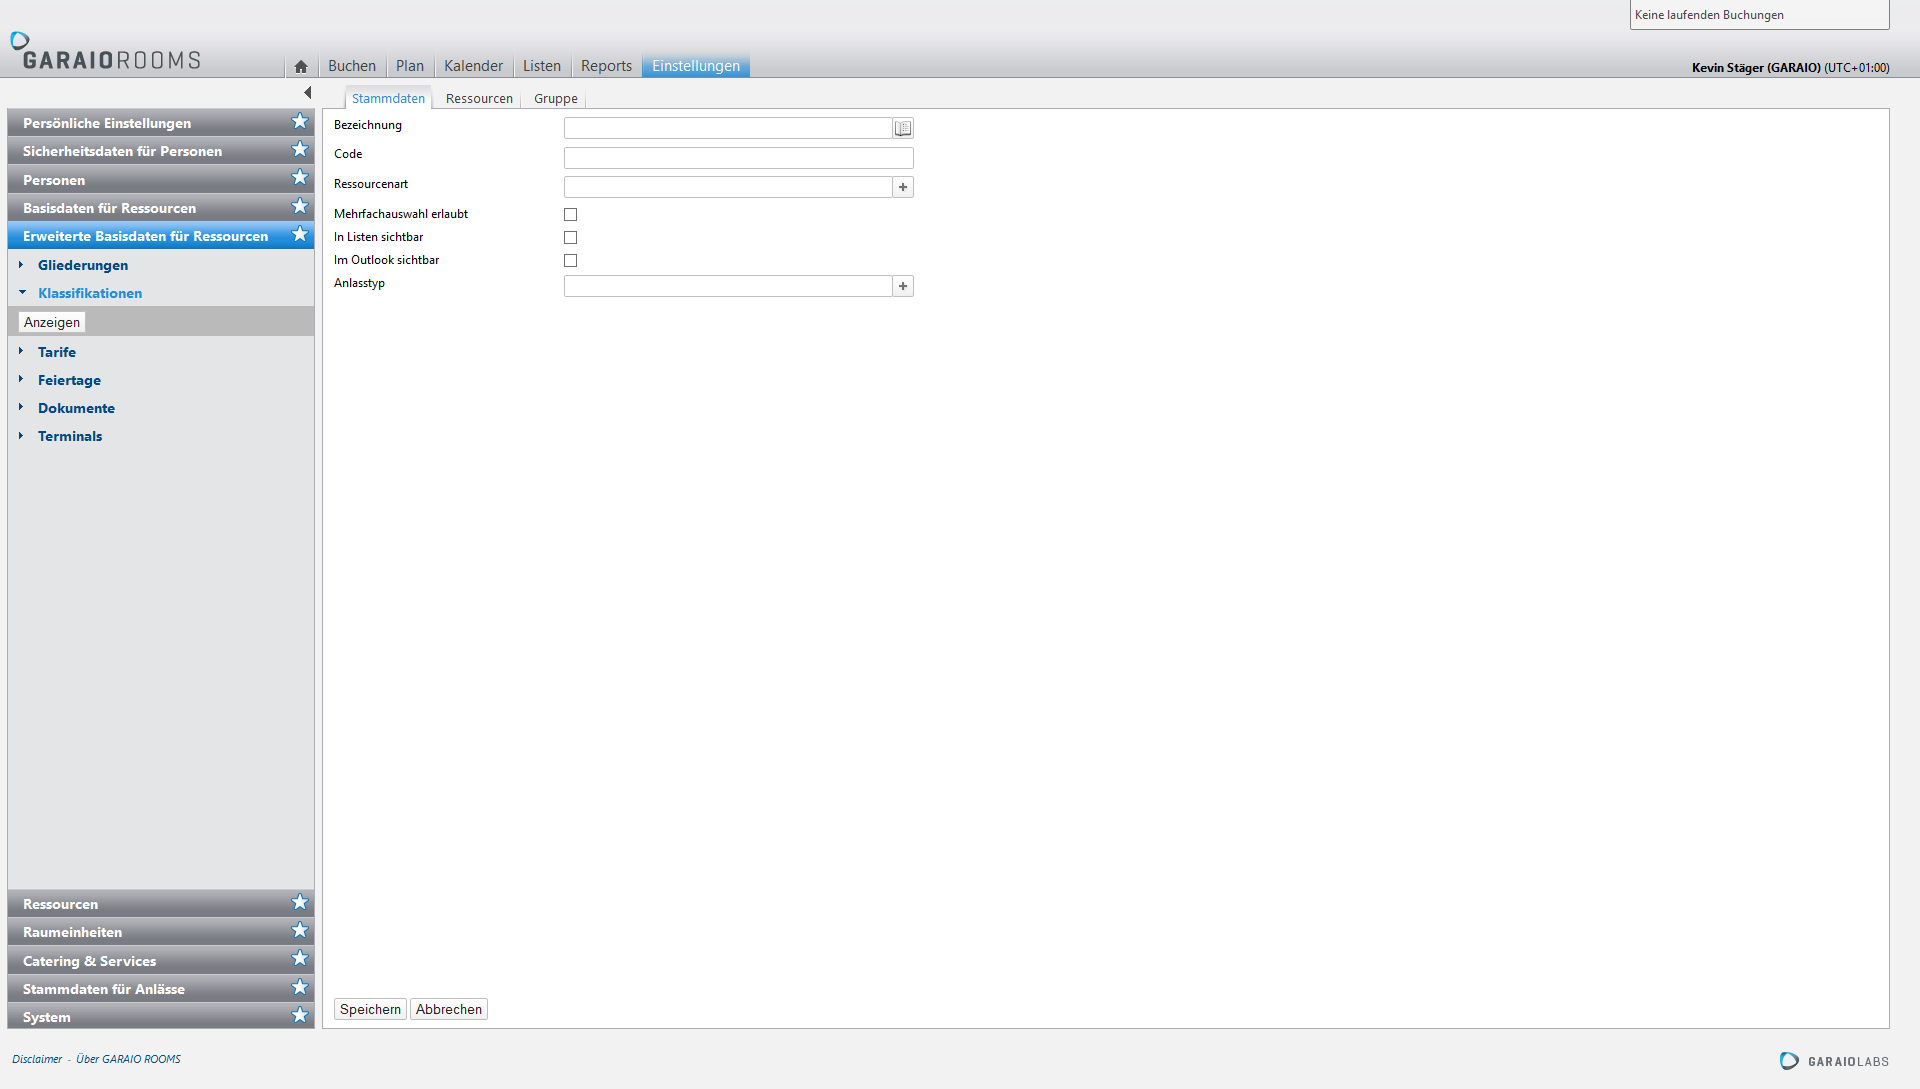 Keine laufenden Buchungen
GARAIOROOMS
Buchen Plan Kalender Listen Reports Einstellungen
Kevin Stäger (GARAIO) (UTC+01:00)
Stammdaten Ressourcen Gruppe
Persönliche Einstellungen
Sicherheitsdaten für Personen
Personen
Basisdaten für Ressourcen
Erweiterte Basisdaten für Ressourcen
Gliederungen
Klassifikationen
Anzeigen
Tarife
Feiertage
Dokumente
Terminals
Ressourcen
Raumeinheiten
Catering & Services
Stammdaten für Anlässe
System
Bezeichnung
Code
Ressourcenart
Mehrfachauswahl erlaubt
In Listen sichtbar
Im Outlook sichtbar
Anlasstyp
Speichern Abbrechen
Disclaimer - Über GARAIO ROOMS
GARAIOLABS